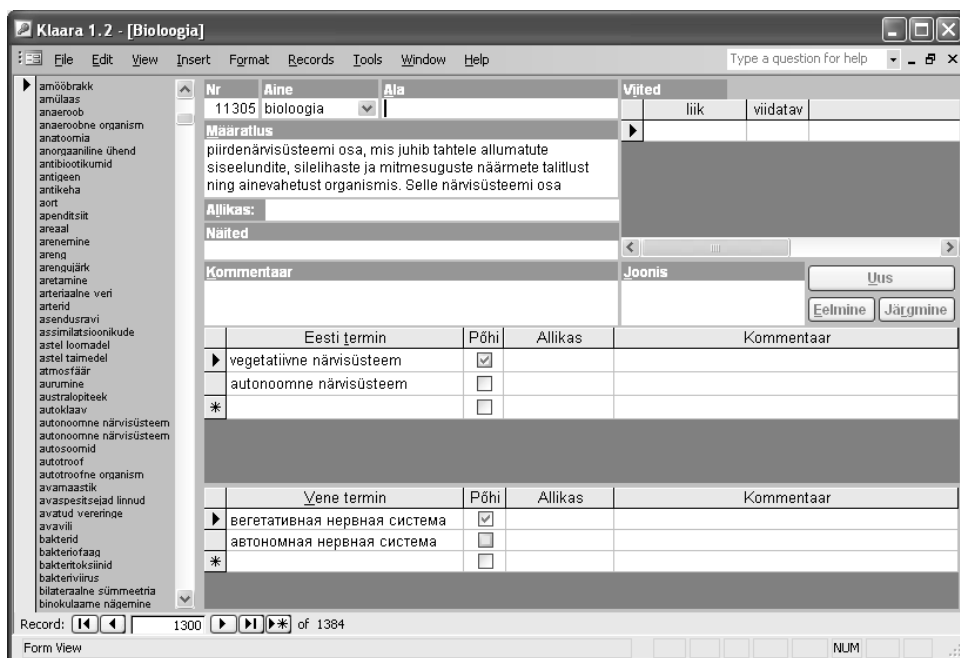 Klaara 1.2 - [Bioloogia]
File Edit View Insert Format Records Tools Window Help Type a question for help
amööbrakk
amülaas
anaeroob
anaeroobne organism
anatoomia
anorgaaniline ühend
antibiootikumid
antigeen
antikeha
aort
apenditsiit
areaal
arenemine
areng
arengujärk
aretamine
arteriaalne veri
arterid
asendusravi
assimilatsioonikude
astel loomadel
astel taimedel
atmosfäär
aurumine
australopiteek
autoklaav
autonoomne närvisüsteem
autonoomne närvisüsteem
autosoomid
autotroof
autotroofne organism
avamaastik
avaspesitsejad linnud
avatud vereringe
avavili
bakterid
bakteriofaag
bakteritoksiinid
bakteriviirus
bilateraalne sümmeetria
binokulaarne nägemine
Nr Aine Ala
11305 bioloogia
Määratlus
piirdenärvisüsteemi osa, mis juhib tahtele allumatute
siseelundite, silelihaste ja mitmesuguste näärmete talitlust
ning ainevahetust organismis. Selle närvisüsteemi osa
Allikas:
Näited
Kommentaar
Viited
liik viidatav
Joonis
Uus
Eelmine Järgmine
Eesti termin Põhi Allikas Kommentaar
vegetatiivne närvisüsteem
autonoomne närvisüsteem
Vene termin Põhi Allikas Kommentaar
вегетативная нервная система
автономная нервная система
Record: 1300 of 1384
Form View NUM